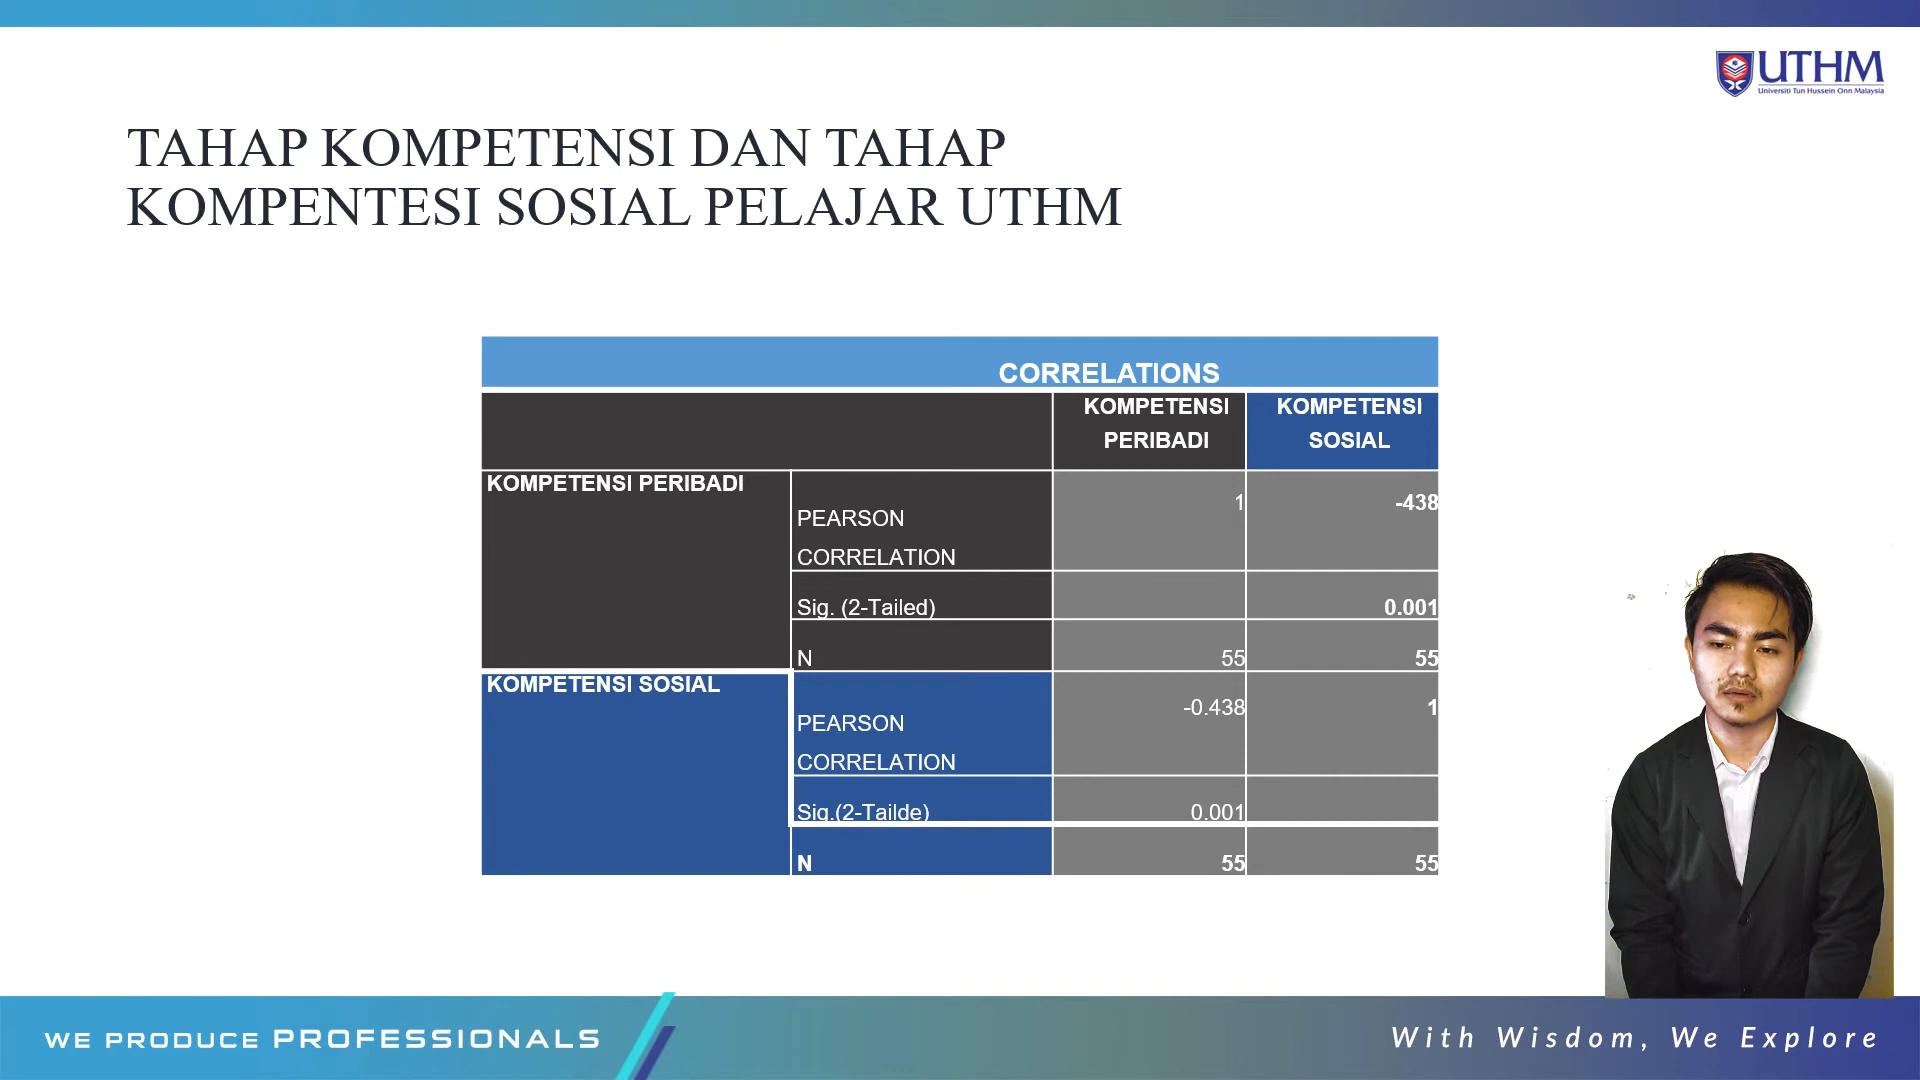 UTHM
Universiti Tun Hussein Onn Malaysia
TAHAP KOMPETENSI DAN TAHAP
KOMPENTESI SOSIAL PELAJAR UTHM
CORRELATIONS
KOMPETENSI PERIBADI
KOMPETENSI SOSIAL
KOMPETENSI PERIBADI
PEARSON CORRELATION
1
-438
Sig. (2-Tailed)
0.001
N
55
55
KOMPETENSI SOSIAL
PEARSON CORRELATION
-0.438
1
Sig.(2-Tailde)
0.001
N
55
55
WE PRODUCE PROFESSIONALS
With Wisdom, We Explore